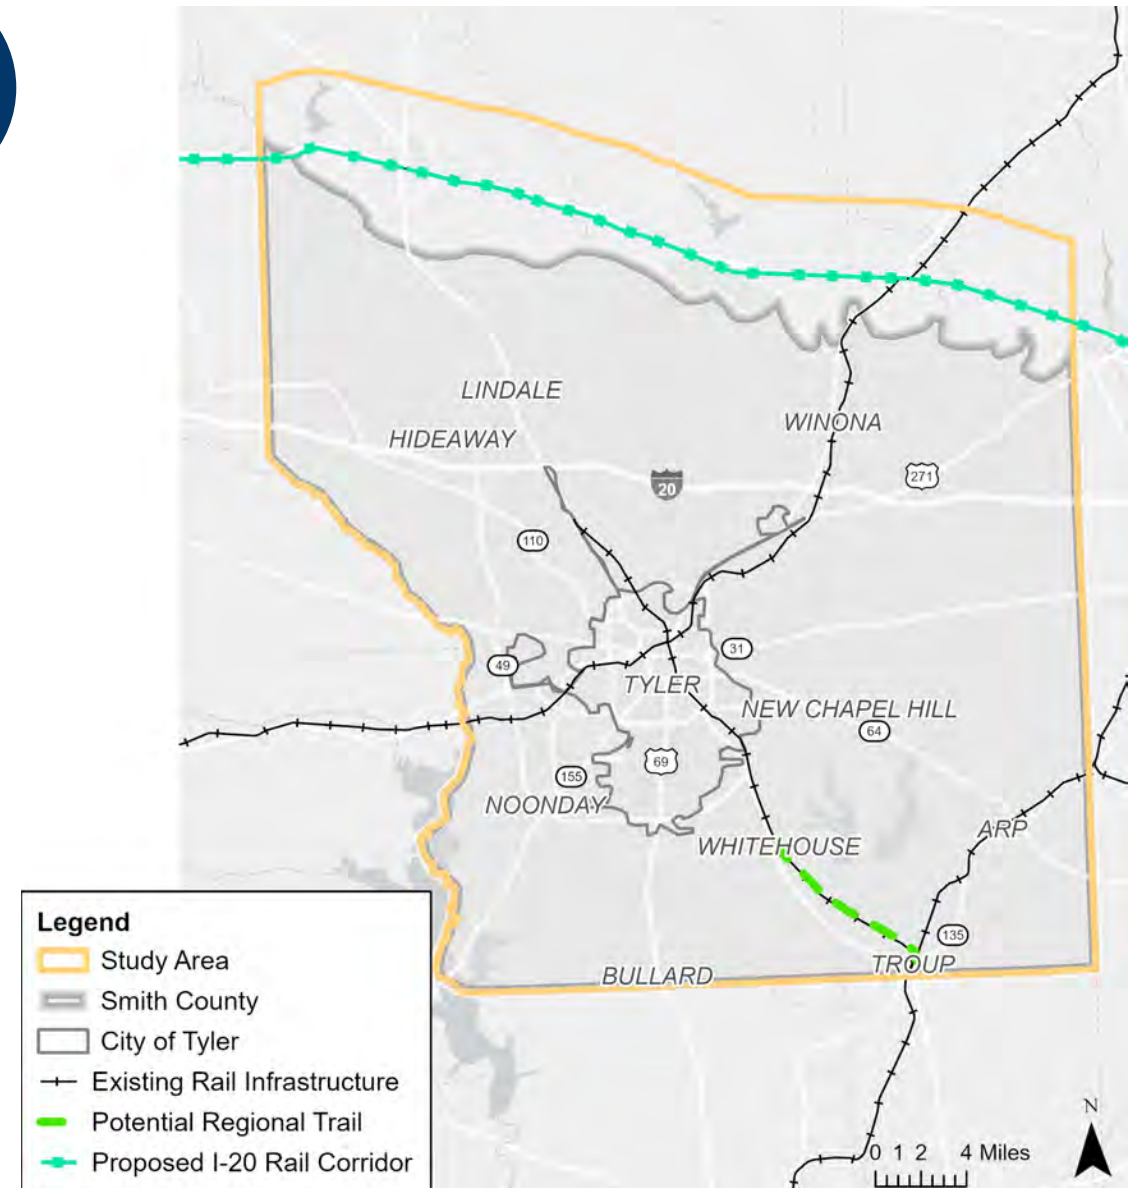 LINDALE
HIDEAWAY
WINONA
271
20
110
31
49
TYLER
NEW CHAPEL HILL
64
69
155
NOONDAY
ARP
WHITEHOUSE
135
TROUP
BULLARD
Legend
Study Area
Smith County
City of Tyler
Existing Rail Infrastructure
Potential Regional Trail
Proposed I-20 Rail Corridor
N
0 1 2 4 Miles